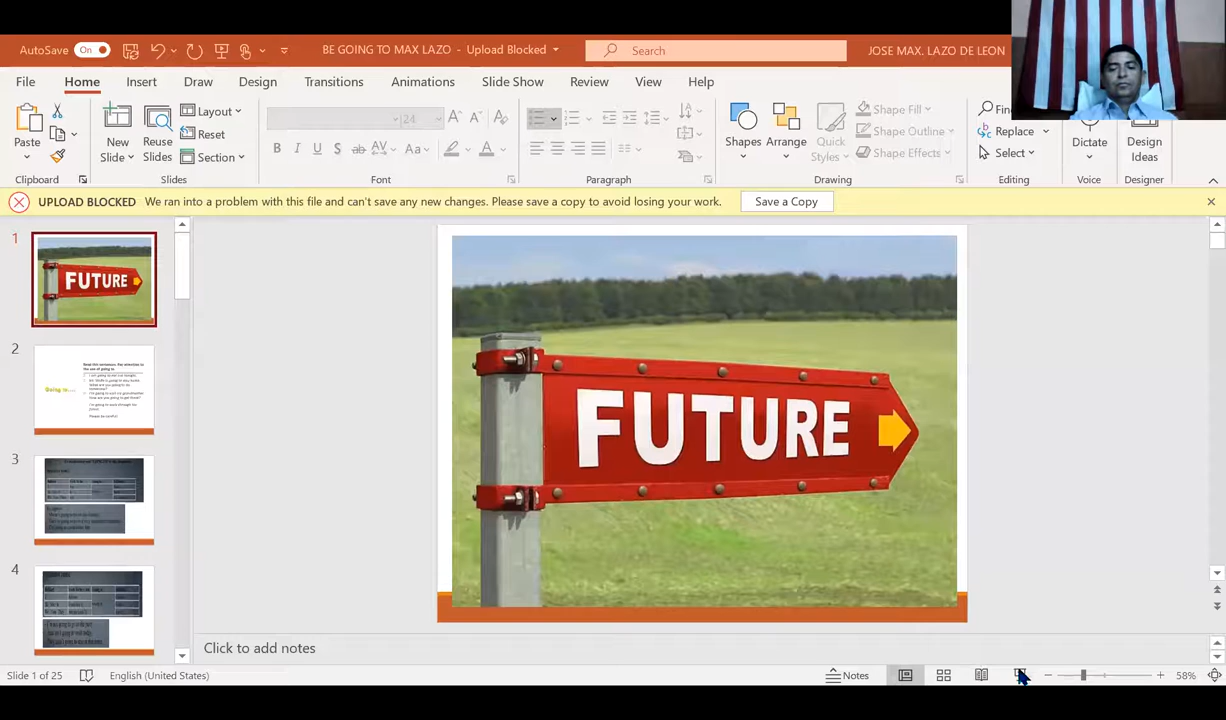 AutoSave On BE GOING TO MAX LAZO - Upload Blocked Search JOSE MAX. LAZO DE LEON
File Home Insert Draw Design Transitions Animations Slide Show Review View Help
Paste New Slide Reuse Slides Layout Reset Section
24
Shapes Arrange Quick Styles Shape Fill Shape Outline Shape Effects
Replace Select Dictate Design Ideas
Clipboard Slides Font Paragraph Drawing Editing Voice Designer
UPLOAD BLOCKED We ran into a problem with this file and can't save any new changes. Please save a copy to avoid losing your work. Save a Copy
1
FUTURE
2
Going to....
3
4
FUTURE
Click to add notes
Slide 1 of 25 English (United States) Notes 58%